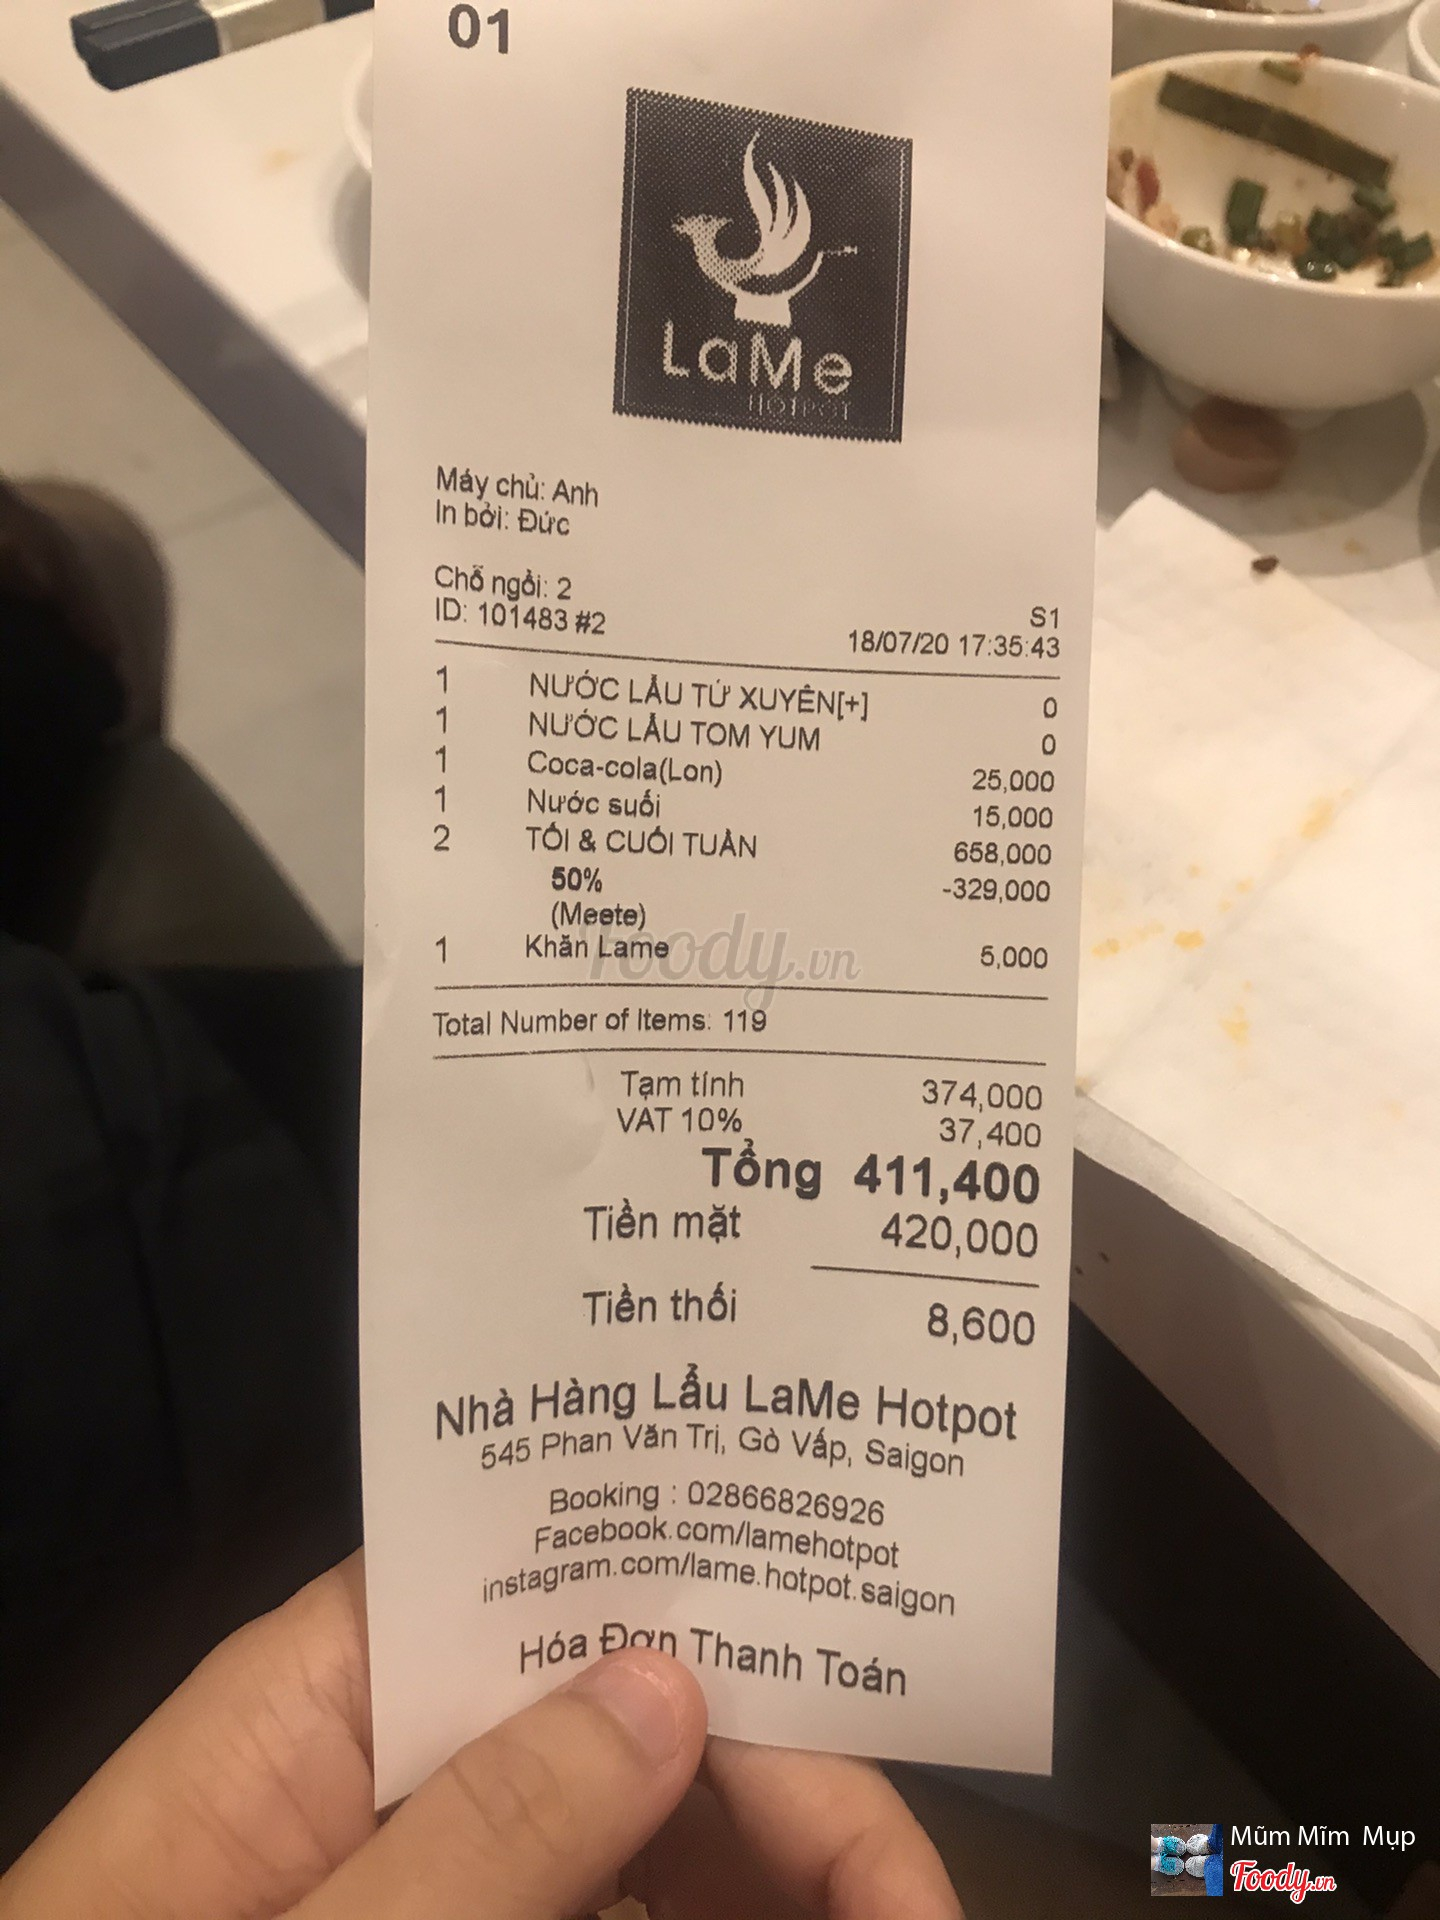 01
LaMe
HOTPOT
Máy chủ: Anh
In bởi: Đức
Chỗ ngồi: 2
S1
ID: 101483 #2 18/07/20 17:35:43
1 NƯỚC LẨU TỨ XUYÊN[+] 0
1 NƯỚC LẨU TOM YUM 0
1 Coca-cola(Lon) 25,000
1 Nước suối 15,000
2 TỐI & CUỐI TUẦN 658,000
50% -329,000
(Meete)
1 Khăn Lame 5,000
Foody.vn
Total Number of Items: 119
Tạm tính 374,000
VAT 10% 37,400
Tổng 411,400
Tiền mặt 420,000
Tiền thối 8,600
Nhà Hàng Lẩu LaMe Hotpot
545 Phan Văn Trị, Gò Vấp, Saigon
Booking : 02866826926
Facebook.com/lamehotpot
instagram.com/lame.hotpot.saigon
Hóa Đơn Thanh Toán
Mũm Mĩm Mụp
Foody.vn